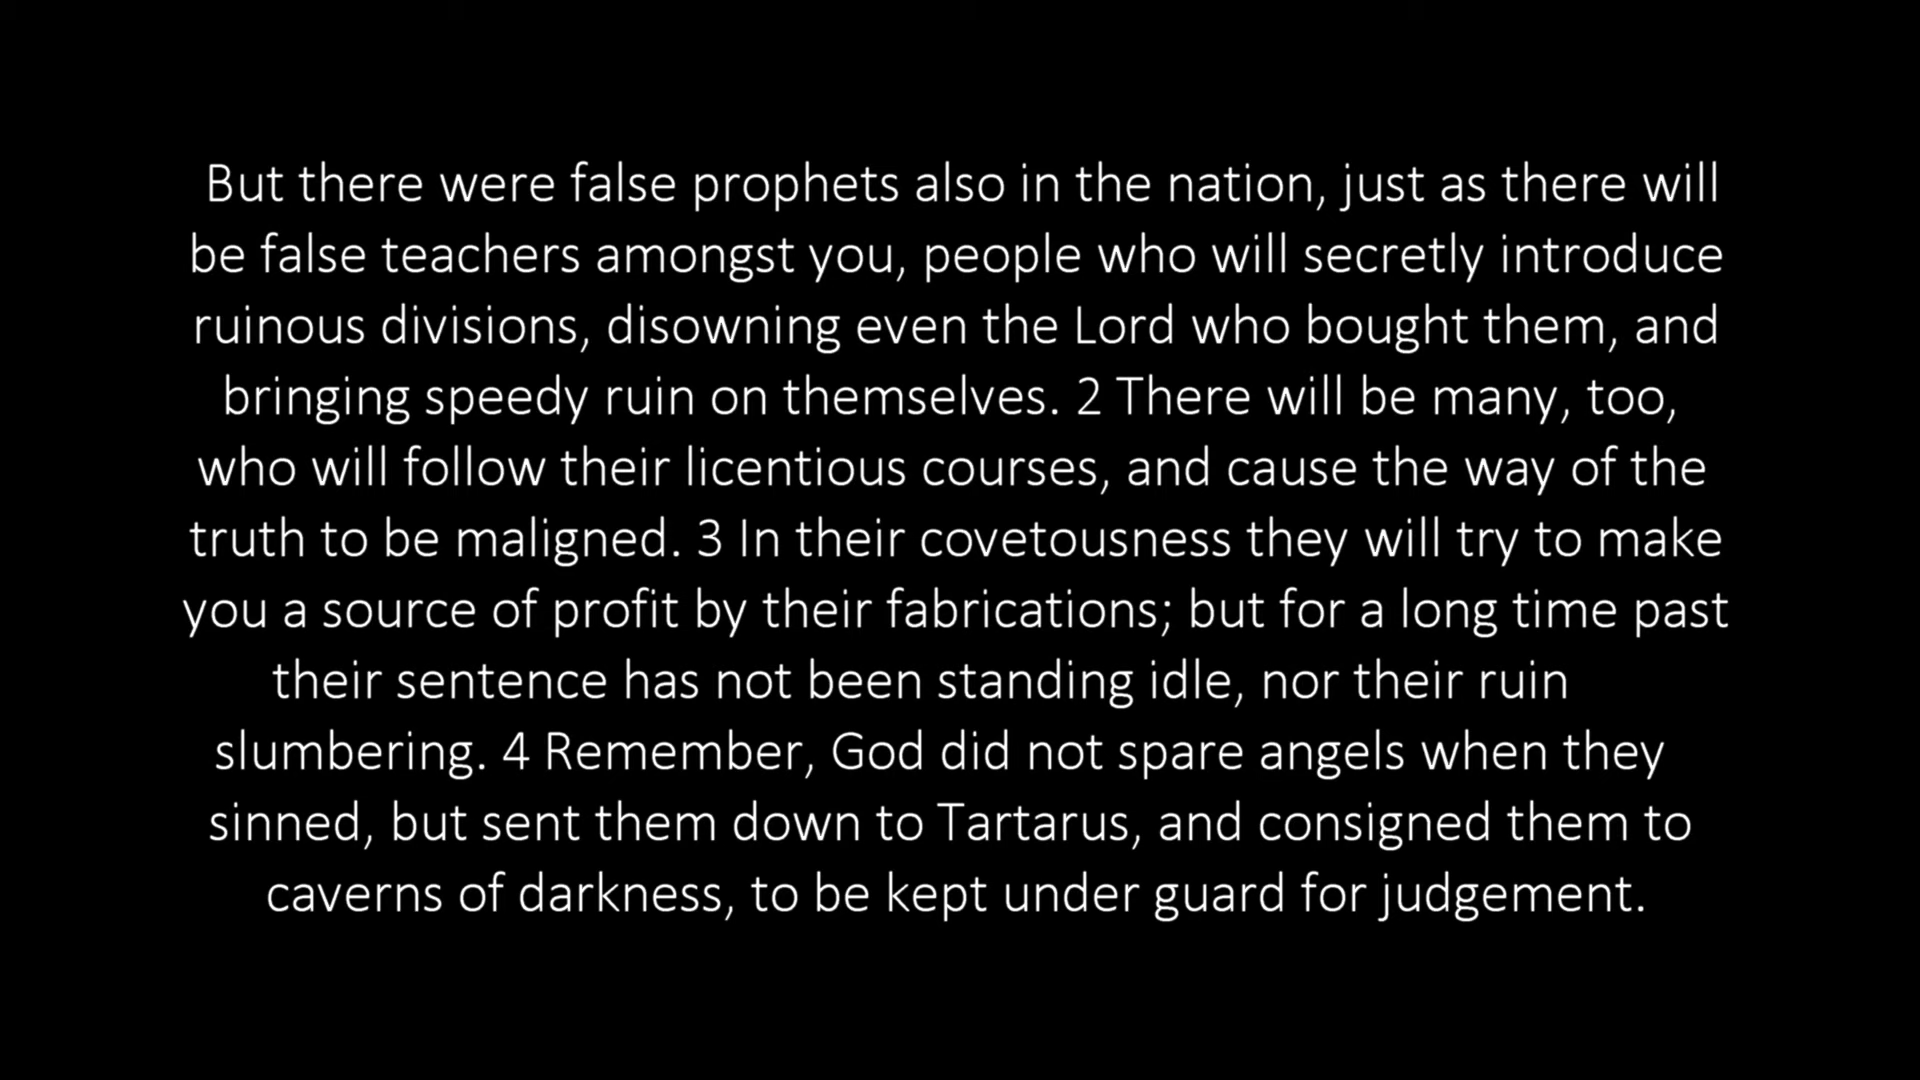 But there were false prophets also in the nation, just as there will
be false teachers amongst you, people who will secretly introduce
ruinous divisions, disowning even the Lord who bought them, and
bringing speedy ruin on themselves. 2 There will be many, too,
who will follow their licentious courses, and cause the way of the
truth to be maligned. 3 In their covetousness they will try to make
you a source of profit by their fabrications; but for a long time past
their sentence has not been standing idle, nor their ruin
slumbering. 4 Remember, God did not spare angels when they
sinned, but sent them down to Tartarus, and consigned them to
caverns of darkness, to be kept under guard for judgement.